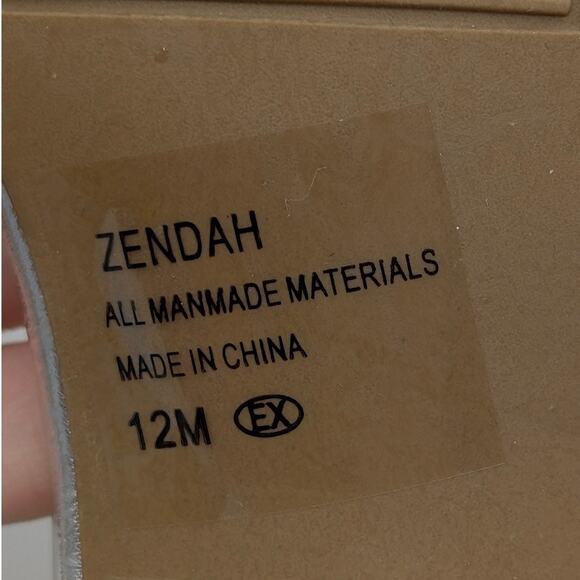 ZENDAH
ALL MANMADE MATERIALS
MADE IN CHINA
12M EX